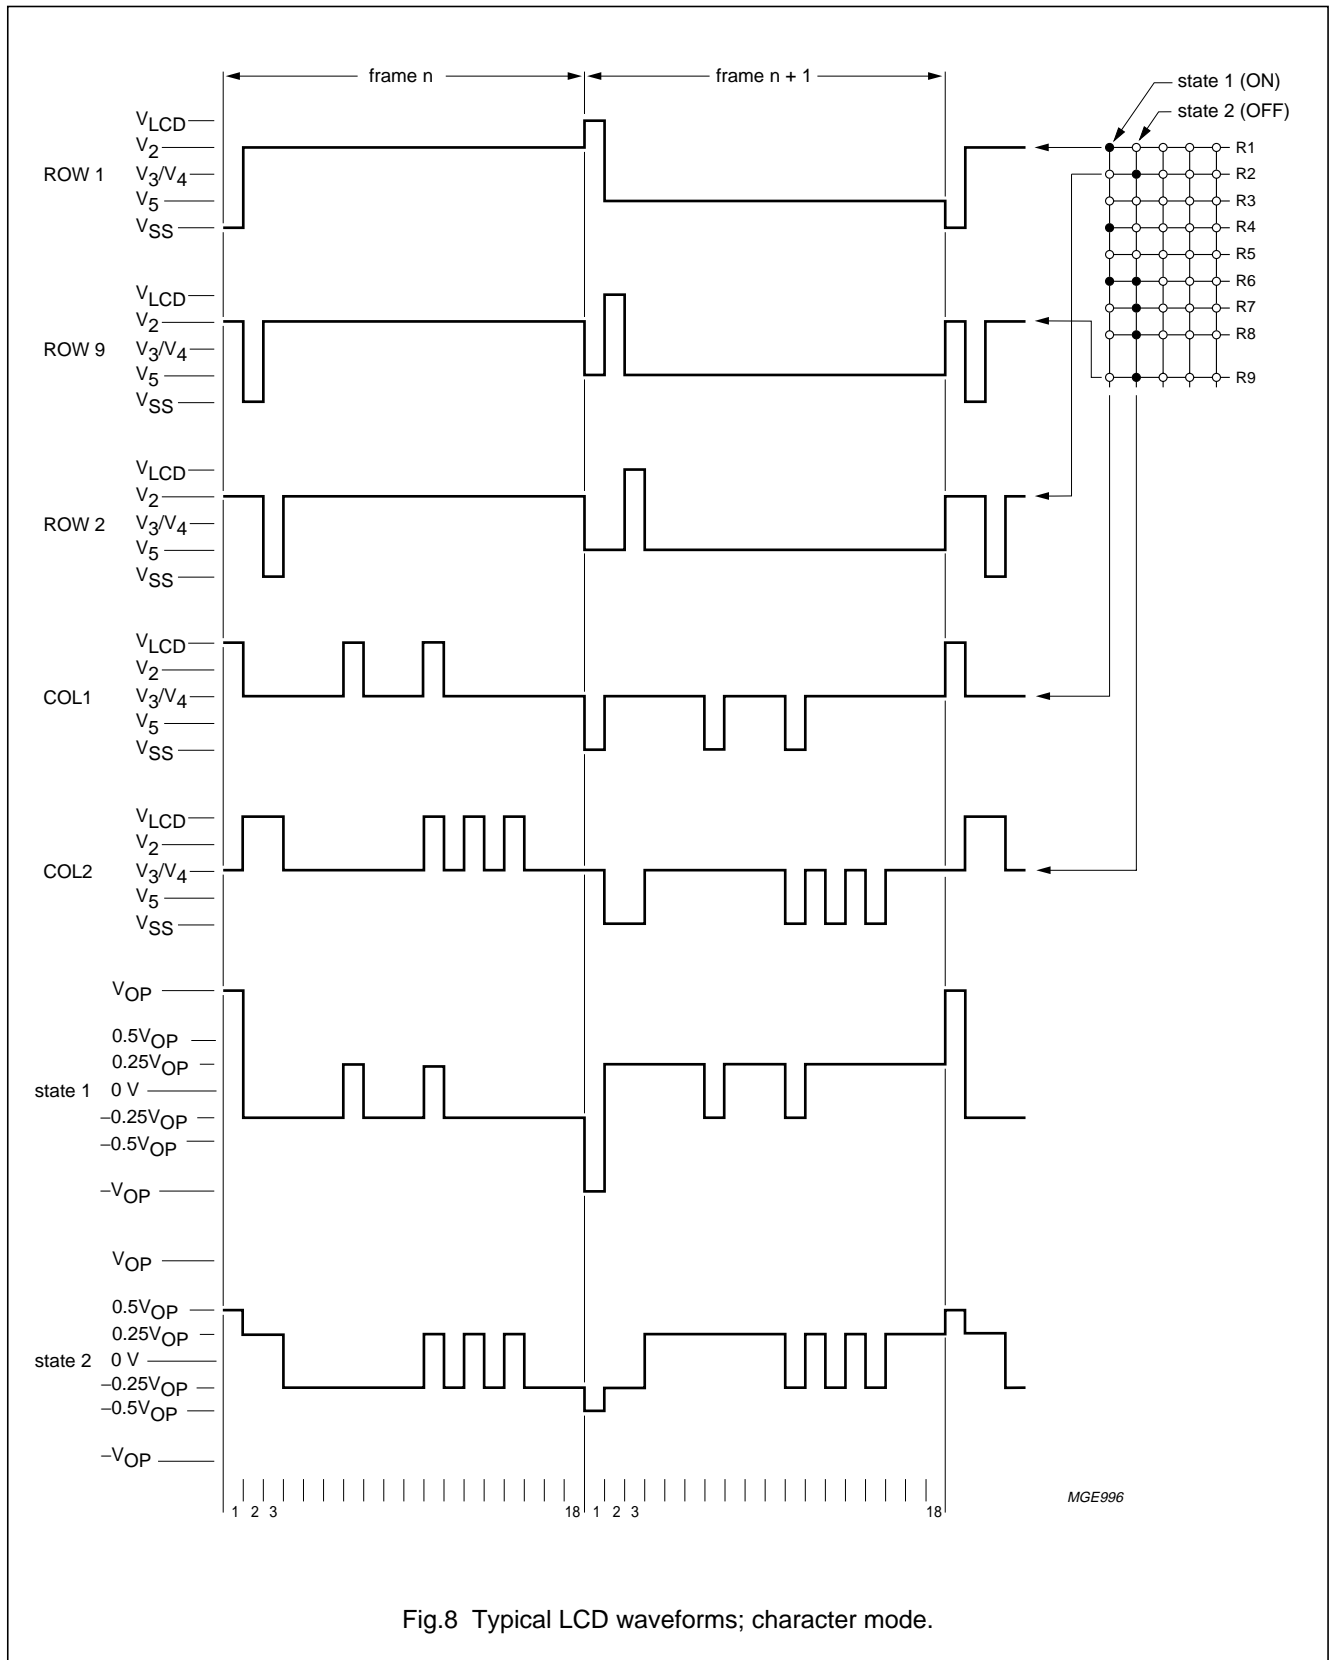 frame n
frame n + 1
state 1 (ON)
state 2 (OFF)
ROW 1
VLCD
V2
V3/V4
V5
VSS
R1
R2
R3
R4
R5
R6
R7
R8
R9
ROW 9
VLCD
V2
V3/V4
V5
VSS
ROW 2
VLCD
V2
V3/V4
V5
VSS
COL1
VLCD
V2
V3/V4
V5
VSS
COL2
VLCD
V2
V3/V4
V5
VSS
state 1
VOP
0.5VOP
0.25VOP
0 V
−0.25VOP
−0.5VOP
−VOP
state 2
VOP
0.5VOP
0.25VOP
0 V
−0.25VOP
−0.5VOP
−VOP
1 2 3 18 1 2 3 18
MGE996
Fig.8 Typical LCD waveforms; character mode.